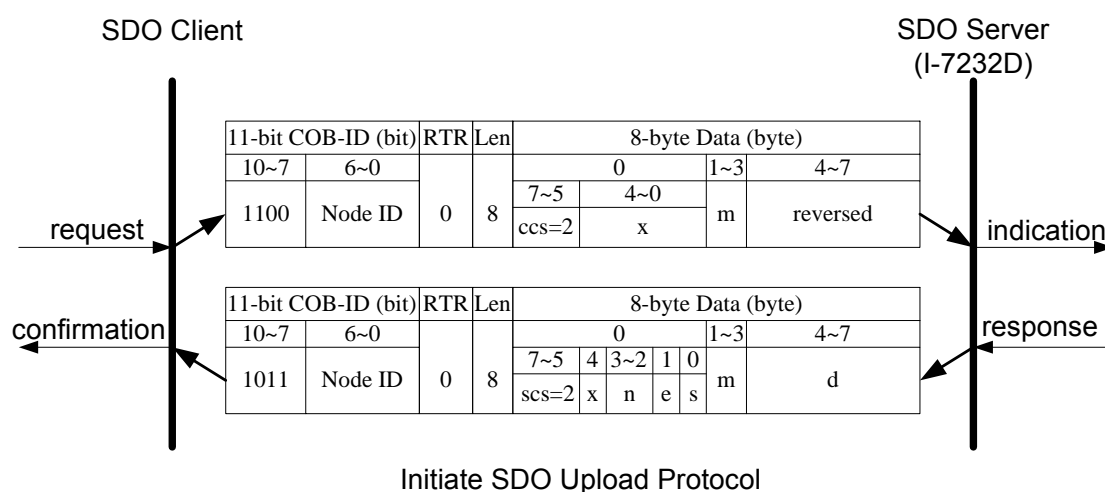 SDO Client
SDO Server
(I-7232D)
11-bit COB-ID (bit) RTR Len 8-byte Data (byte)
10~7 6~0 0 1~3 4~7
7~5 4~0
1100 Node ID 0 8 m reversed
ccs=2 x
request
indication
11-bit COB-ID (bit) RTR Len 8-byte Data (byte)
10~7 6~0 0 1~3 4~7
confirmation
response
7~5 4 3~2 1 0
1011 Node ID 0 8 m d
scs=2 x n e s
Initiate SDO Upload Protocol